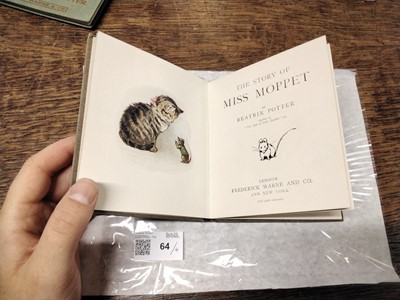 THE STORY OF
MISS MOPPET
BY
BEATRIX POTTER
LONDON
FREDERICK WARNE AND CO.
AND NEW YORK
64/